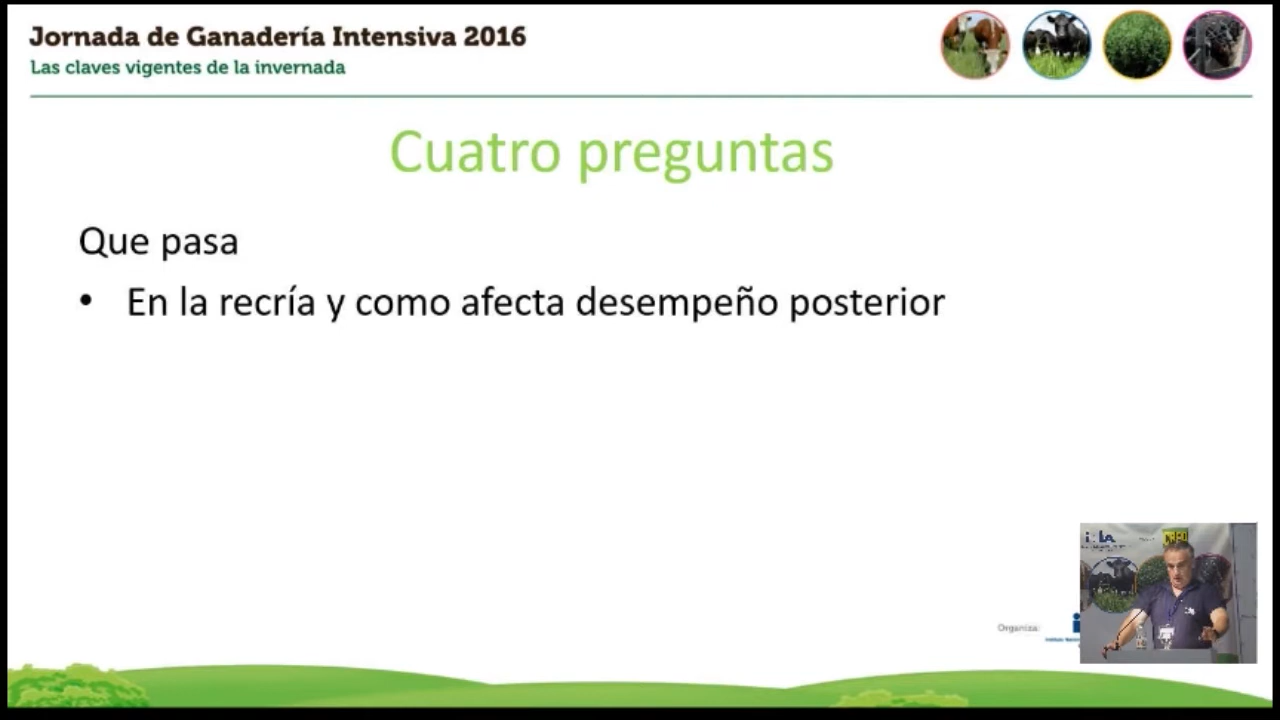 Jornada de Ganadería Intensiva 2016
Las claves vigentes de la invernada
Cuatro preguntas
Que pasa
• En la recría y como afecta desempeño posterior
Organiza: